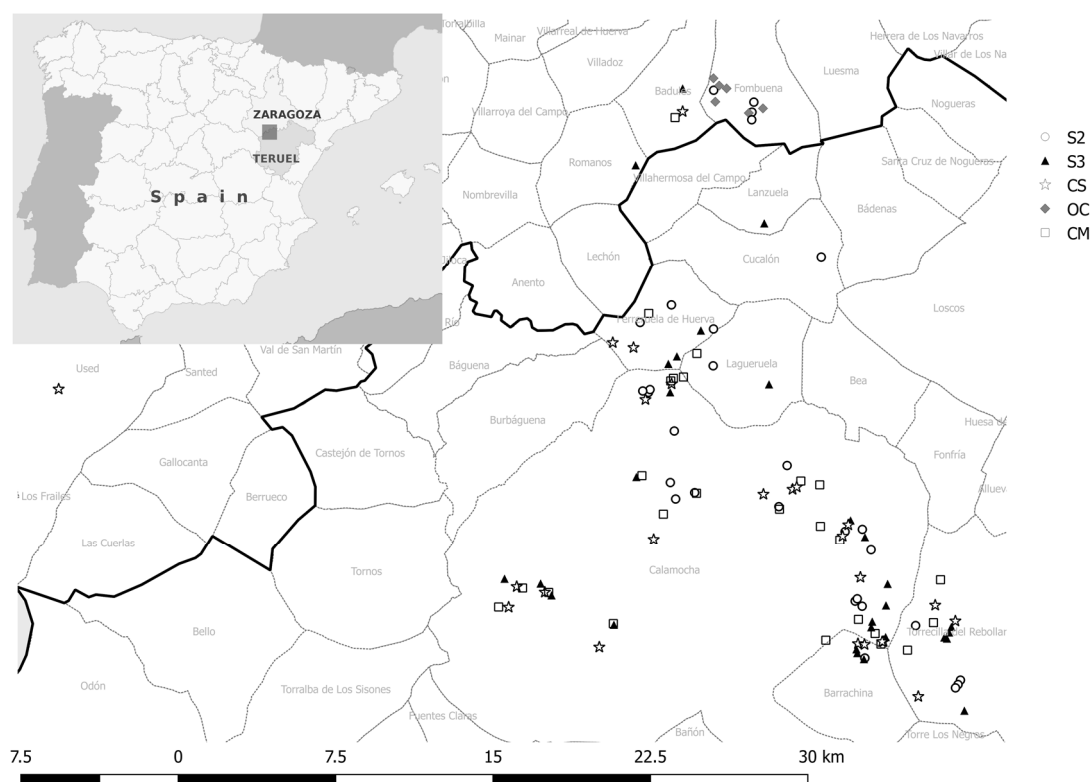 ZARAGOZA
TERUEL
Spain
Mainar
Villarreal de Huerva
Villadoz
Herrera de Los Navarros
Villar de Los Na
Luesma
Badules
Fombuena
Nogueras
Villarroya del Campo
Romanos
Santa Cruz de Nogueras
Villahermosa del Campo
Lanzuela
Nombrevilla
Bádenas
Lechón
Cucalón
Anento
Loscos
Río
Ferreruela de Huerva
Val de San Martín
Used
Santed
Báguena
Lagueruela
Bea
Burbáguena
Huesa de
Castejón de Tornos
Fonfría
Gallocanta
Los Frailes
Berrueco
Allueva
Las Cuerlas
Tornos
Calamocha
Bello
Torrecilla del Rebollar
Odón
Torralba de Los Sisones
Barrachina
Fuentes Claras
Bañón
Torre Los Negros
S2
S3
CS
OC
CM
7.5 0 7.5 15 22.5 30 km